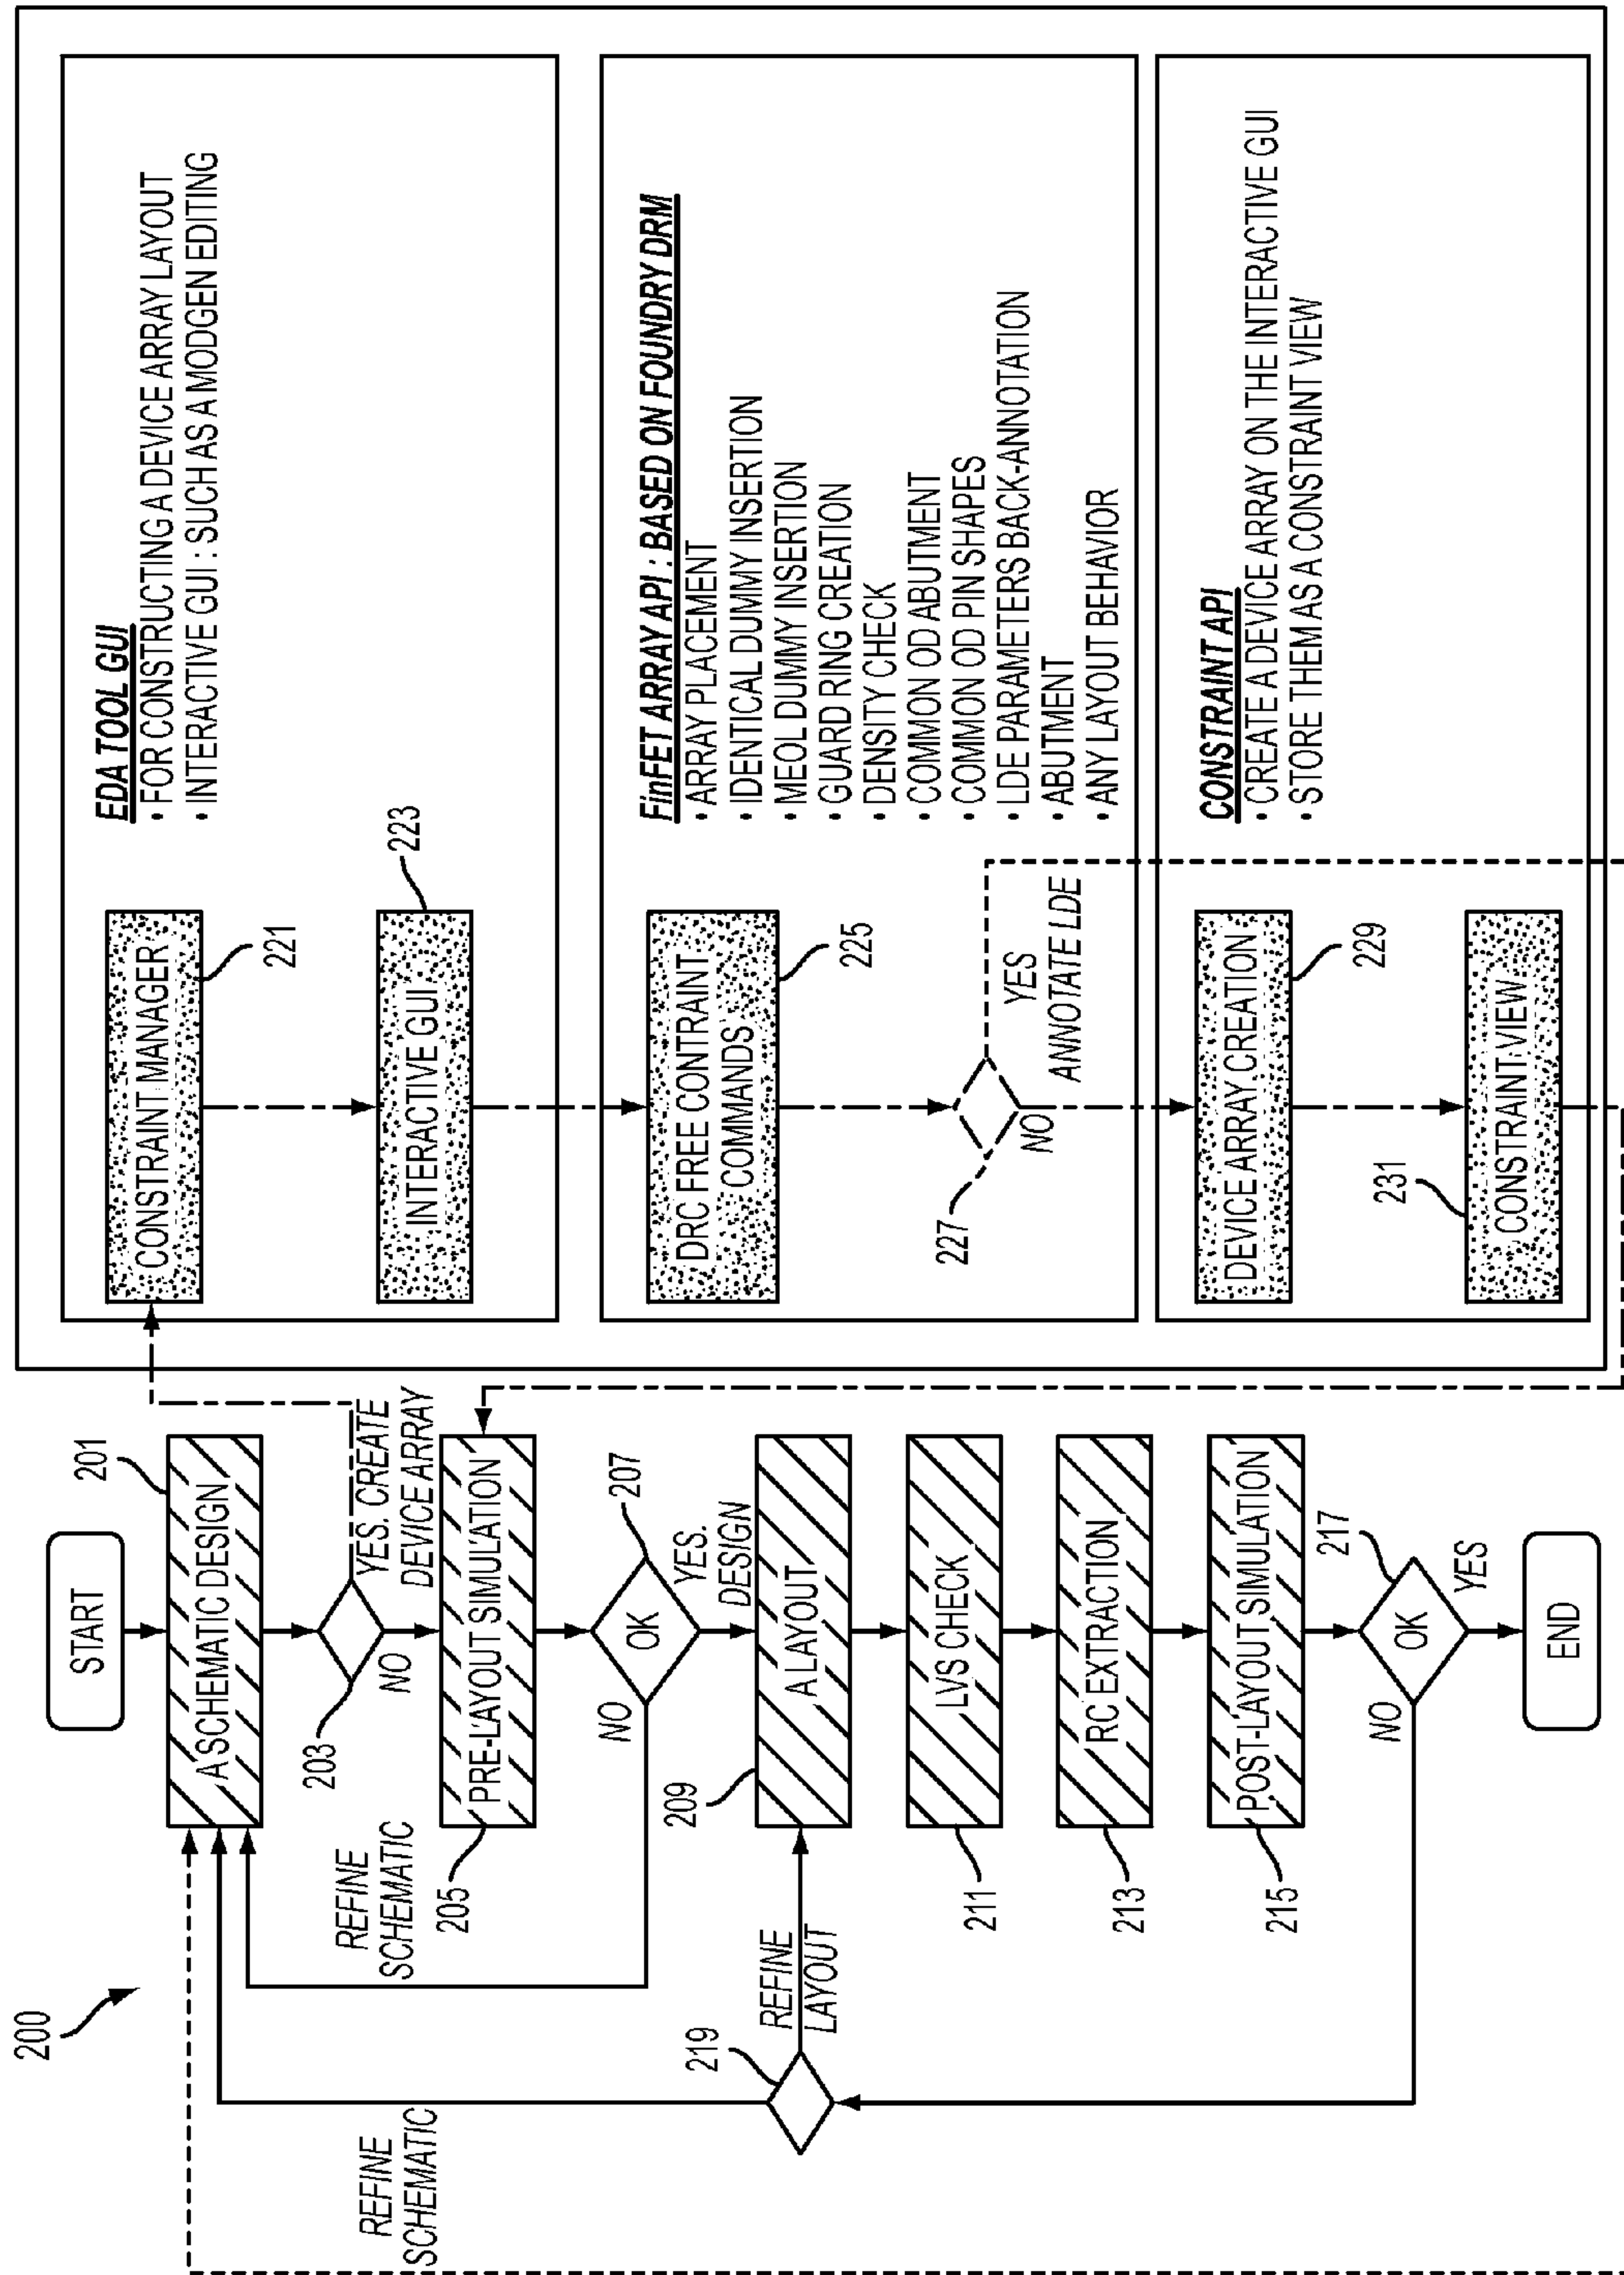 200
START
A SCHEMATIC DESIGN
201
203
YES. CREATE
DEVICE ARRAY
NO
REFINE
SCHEMATIC
REFINE
SCHEMATIC
PRE-LAYOUT SIMULATION
205
OK
207
NO
YES.
DESIGN
219
REFINE
LAYOUT
209
A LAYOUT
LVS CHECK
211
RC EXTRACTION
213
POST-LAYOUT SIMULATION
215
OK
217
NO
YES
END
CONSTRAINT MANAGER
221
INTERACTIVE GUI
223
EDA TOOL GUI
• FOR CONSTRUCTING A DEVICE ARRAY LAYOUT
• INTERACTIVE GUI : SUCH AS A MODGEN EDITING
DRC FREE CONTRAINT
COMMANDS
225
227
NO
YES
ANNOTATE LDE
FinFET ARRAY API : BASED ON FOUNDRY DRM
• ARRAY PLACEMENT
IDENTICAL DUMMY INSERTION
• MEOL DUMMY INSERTION
• GUARD RING CREATION
• DENSITY CHECK
• COMMON OD ABUTMENT
COMMON OD PIN SHAPES
• LDE PARAMETERS BACK-ANNOTATION
• ABUTMENT
• ANY LAYOUT BEHAVIOR
DEVICE ARRAY CREATION
229
231
CONSTRAINT VIEW
CONSTRAINT API
• CREATE A DEVICE ARRAY ON THE INTERACTIVE GUI
• STORE THEM AS A CONSTRAINT VIEW